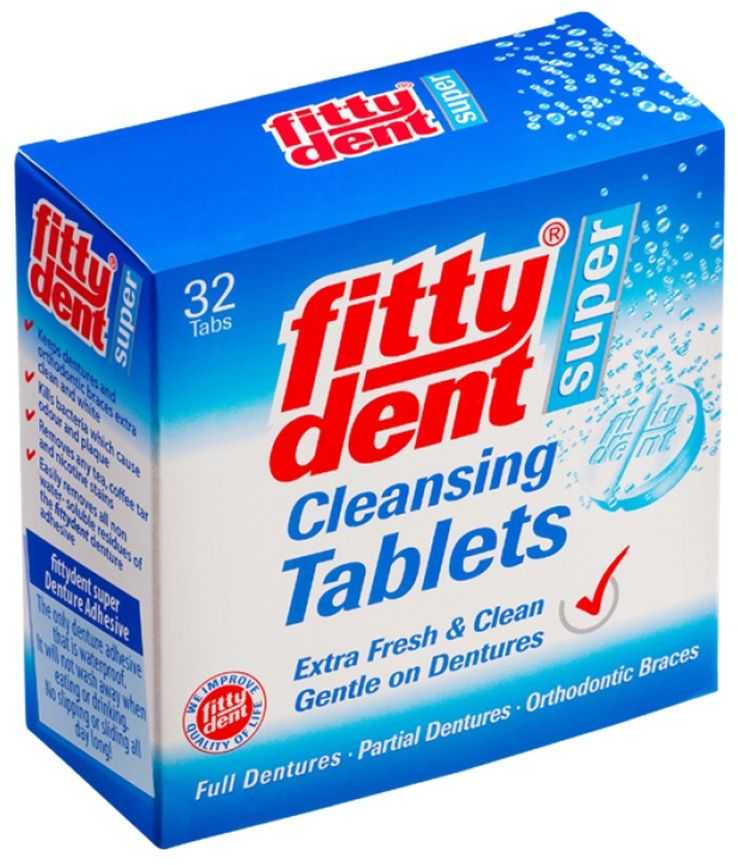 fitty
dent®
super
32
Tabs
fitty
dent
super
®
Cleansing
Tablets
Extra Fresh & Clean
Gentle on Dentures
Full Dentures · Partial Dentures · Orthodontic Braces
WE IMPROVE
fitty
dent
QUALITY OF LIFE
fitty
dent
fitty
dent
super
Keeps dentures and
orthodontic braces extra
clean and white
Kills bacteria which cause
odor and plaque
Removes any tea, coffee tar
and nicotine stains
Easily removes all non
water-soluble residues of
the fittydent denture
adhesive
fittydent super
Denture Adhesive
The only denture adhesive
that is waterproof.
It will not wash away when
eating or drinking.
No slipping or sliding all
day long!